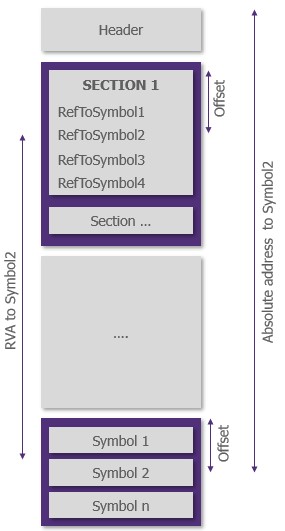 Header
SECTION 1
RefToSymbol1
RefToSymbol2
RefToSymbol3
RefToSymbol4
Section ...
Offset
RVA to Symbol2
Absolute address to Symbol2
....
Symbol 1
Symbol 2
Symbol n
Offset